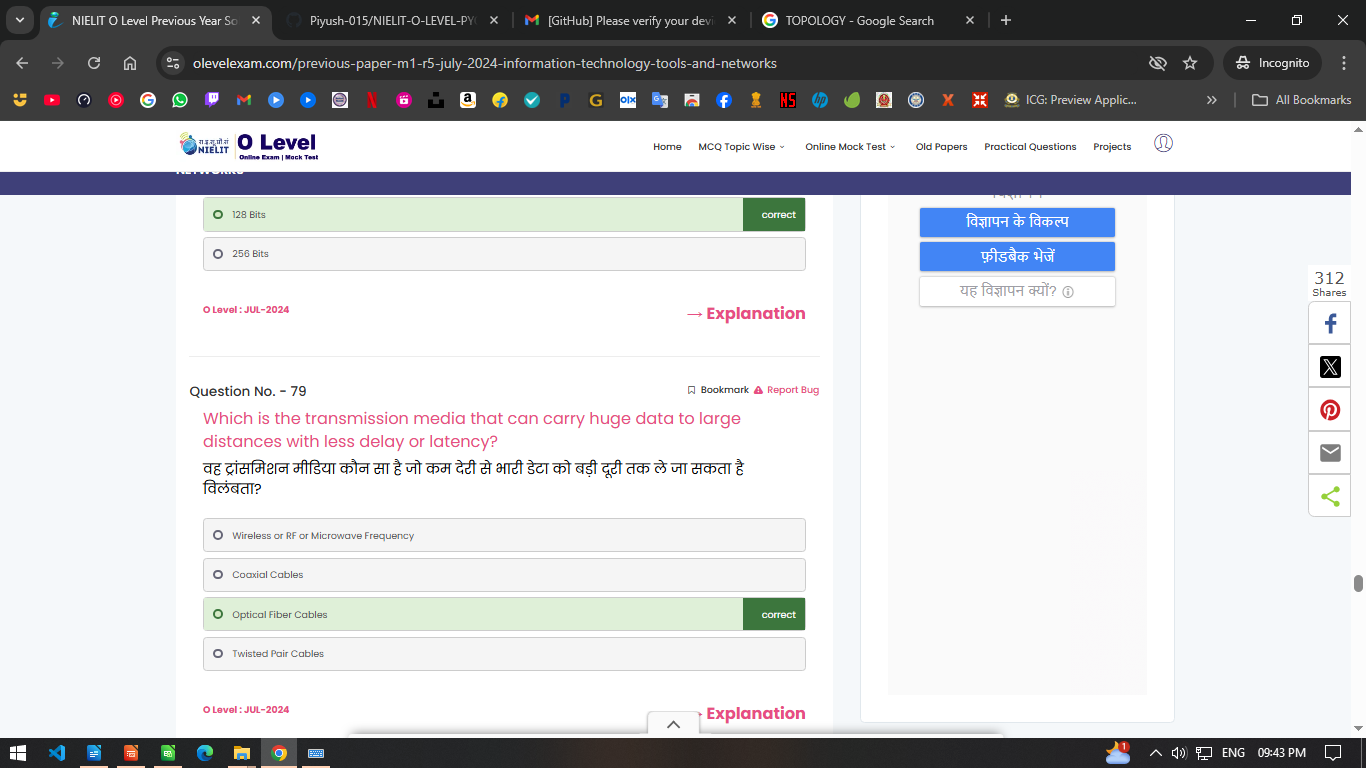 NIELIT O Level Previous Year So
Piyush-015/NIELIT-O-LEVEL-PY
[GitHub] Please verify your devi
TOPOLOGY - Google Search
olevelexam.com/previous-paper-m1-r5-july-2024-information-technology-tools-and-networks
Incognito
ICG: Preview Applic...
All Bookmarks
NIELIT
O Level
Online Exam | Mock Test
Home
MCQ Topic Wise
Online Mock Test
Old Papers
Practical Questions
Projects
NETWORKS
128 Bits
correct
256 Bits
O Level : JUL-2024
→ Explanation
Question No. - 79
Bookmark
Report Bug
Which is the transmission media that can carry huge data to large
distances with less delay or latency?
वह ट्रांसमिशन मीडिया कौन सा है जो कम देरी से भारी डेटा को बड़ी दूरी तक ले जा सकता है
विलंबता?
Wireless or RF or Microwave Frequency
Coaxial Cables
Optical Fiber Cables
correct
Twisted Pair Cables
O Level : JUL-2024
Explanation
विज्ञापन के विकल्प
फ़ीडबैक भेजें
यह विज्ञापन क्यों?
312
Shares
1
ENG
09:43 PM